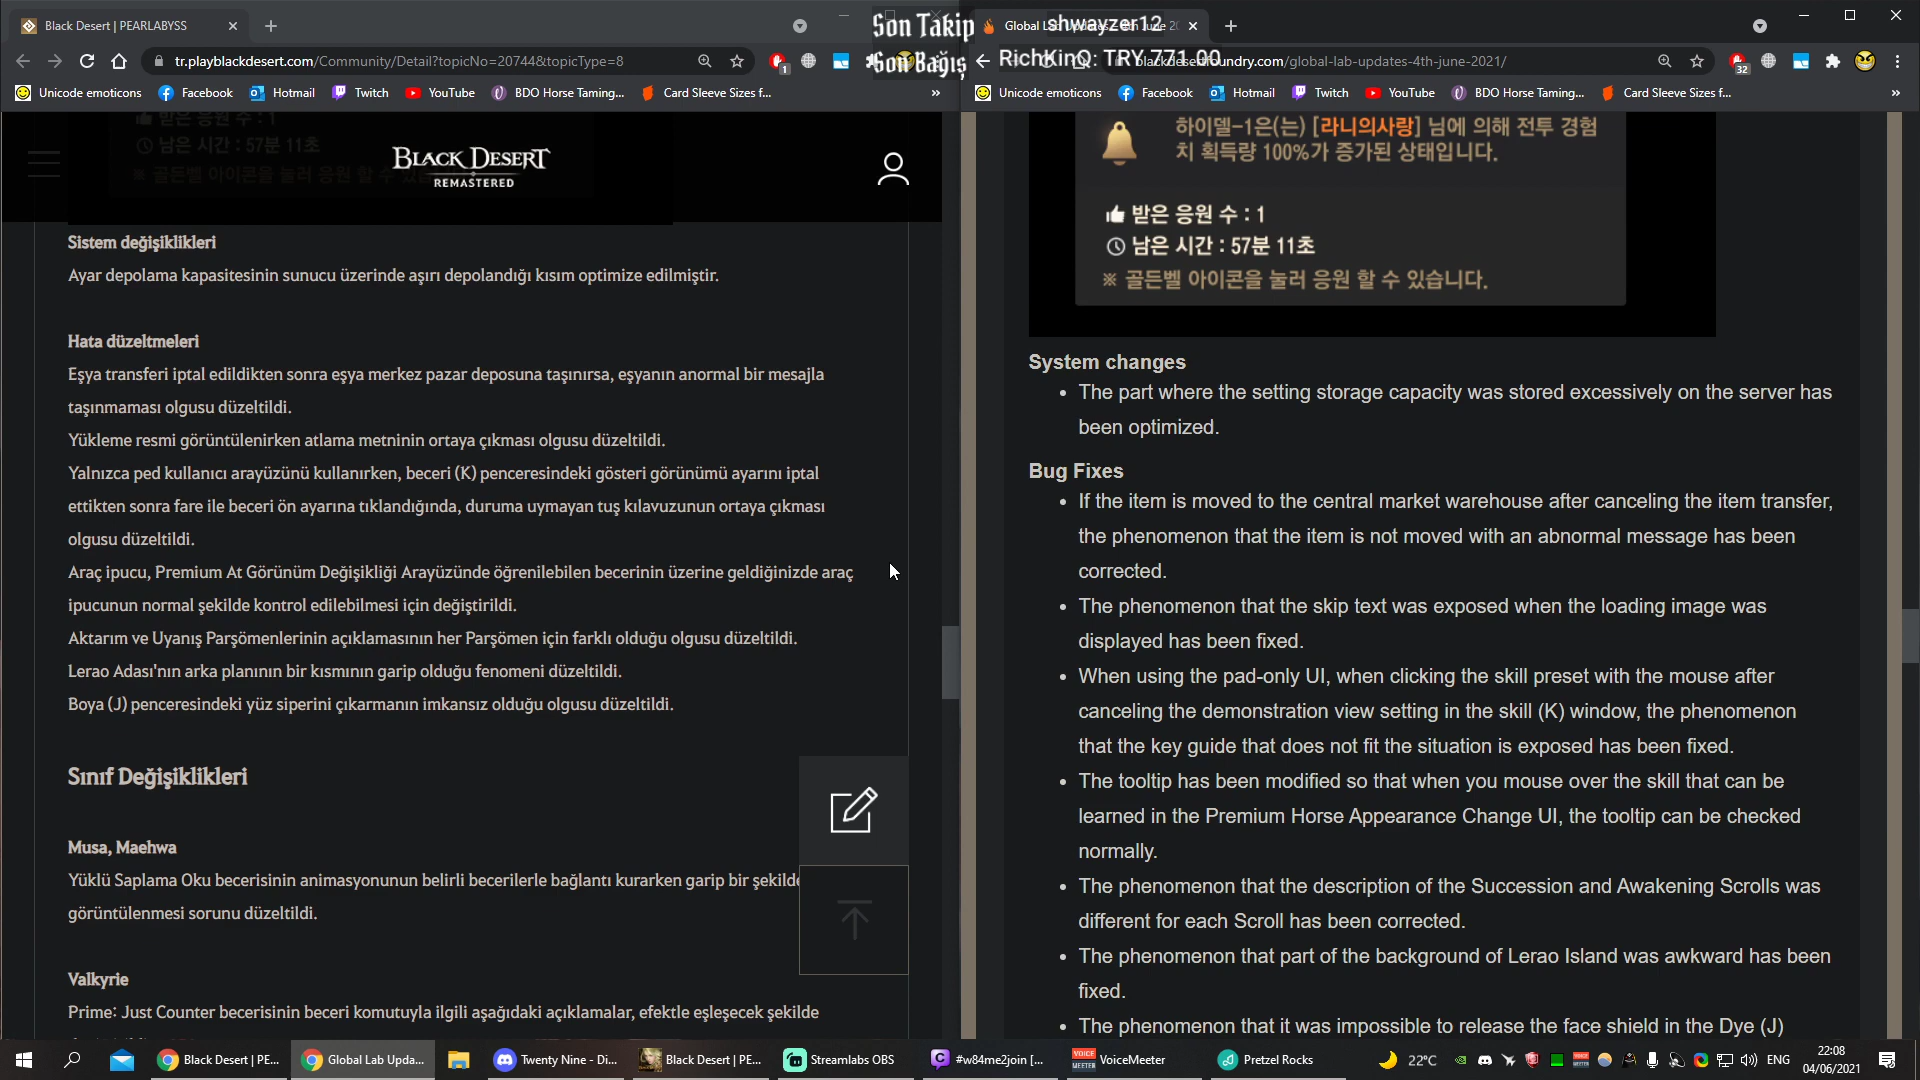 Black Desert | PEARLABYSS
Son Takip
shwayzer12
Son Bağış
RichKinQ: TRY 771.00
tr.playblackdesert.com/Community/Detail?topicNo=20744&topicType=8
/global-lab-updates-4th-june-2021/
Unicode emoticons
Facebook
Hotmail
Twitch
YouTube
BDO Horse Taming...
Card Sleeve Sizes f...
»
Unicode emoticons
Facebook
Hotmail
Twitch
YouTube
BDO Horse Taming...
Card Sleeve Sizes f...
»
BLACK DESERT
REMASTERED
Sistem değişiklikleri
Ayar depolama kapasitesinin sunucu üzerinde aşırı depolandığı kısım optimize edilmiştir.
Hata düzeltmeleri
Eşya transferi iptal edildikten sonra eşya merkez pazar deposuna taşınırsa, eşyanın anormal bir mesajla
taşınmaması olgusu düzeltildi.
Yükleme resmi görüntülenirken atlama metninin ortaya çıkması olgusu düzeltildi.
Yalnızca ped kullanıcı arayüzünü kullanırken, beceri (K) penceresindeki gösteri görünümü ayarını iptal
ettikten sonra fare ile beceri ön ayarına tıklandığında, duruma uymayan tuş kılavuzunun ortaya çıkması
olgusu düzeltildi.
Araç ipucu, Premium At Görünüm Değişikliği Arayüzünde öğrenilebilen becerinin üzerine geldiğinizde araç
ipucunun normal şekilde kontrol edilebilmesi için değiştirildi.
Aktarım ve Uyanış Parşömenlerinin açıklamasının her Parşömen için farklı olduğu olgusu düzeltildi.
Lerao Adası'nın arka planının bir kısmının garip olduğu fenomeni düzeltildi.
Boya (J) penceresindeki yüz siperini çıkarmanın imkansız olduğu olgusu düzeltildi.
Sınıf Değişiklikleri
Musa, Maehwa
Yüklü Saplama Oku becerisinin animasyonunun belirli becerilerle bağlantı kurarken garip bir şekilde
görüntülenmesi sorunu düzeltildi.
Valkyrie
Prime: Just Counter becerisinin beceri komutuyla ilgili aşağıdaki açıklamalar, efektle eşleşecek şekilde
하이델-1은(는) [라니의사랑] 님에 의해 전투 경험
치 획득량 100%가 증가된 상태입니다.
받은 응원 수 : 1
남은 시간 : 57분 11초
※ 골든벨 아이콘을 눌러 응원 할 수 있습니다.
System changes
• The part where the setting storage capacity was stored excessively on the server has
been optimized.
Bug Fixes
• If the item is moved to the central market warehouse after canceling the item transfer,
the phenomenon that the item is not moved with an abnormal message has been
corrected.
• The phenomenon that the skip text was exposed when the loading image was
displayed has been fixed.
• When using the pad-only UI, when clicking the skill preset with the mouse after
canceling the demonstration view setting in the skill (K) window, the phenomenon
that the key guide that does not fit the situation is exposed has been fixed.
• The tooltip has been modified so that when you mouse over the skill that can be
learned in the Premium Horse Appearance Change UI, the tooltip can be checked
normally.
• The phenomenon that the description of the Succession and Awakening Scrolls was
different for each Scroll has been corrected.
• The phenomenon that part of the background of Lerao Island was awkward has been
fixed.
• The phenomenon that it was impossible to release the face shield in the Dye (J)
Black Desert | PE...
Global Lab Upda...
Twenty Nine - Di...
Black Desert | PE...
Streamlabs OBS
#w84me2join [...
VoiceMeeter
Pretzel Rocks
22°C
ENG
22:08
04/06/2021